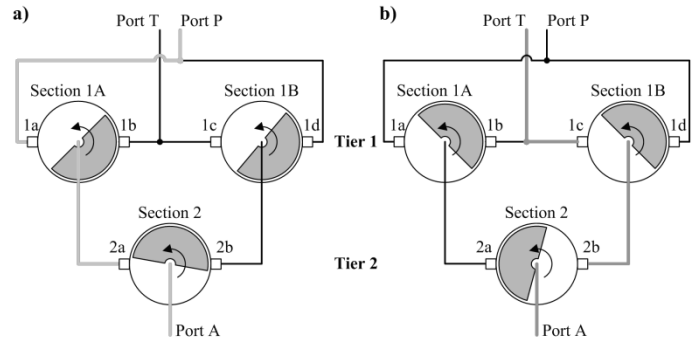 a)
Port T
Port P
Section 1A
Section 1B
1a
1b
1c
1d
Tier 1
Section 2
2a
2b
Tier 2
Port A
b)
Port T
Port P
Section 1A
Section 1B
1a
1b
1c
1d
Section 2
2a
2b
Port A